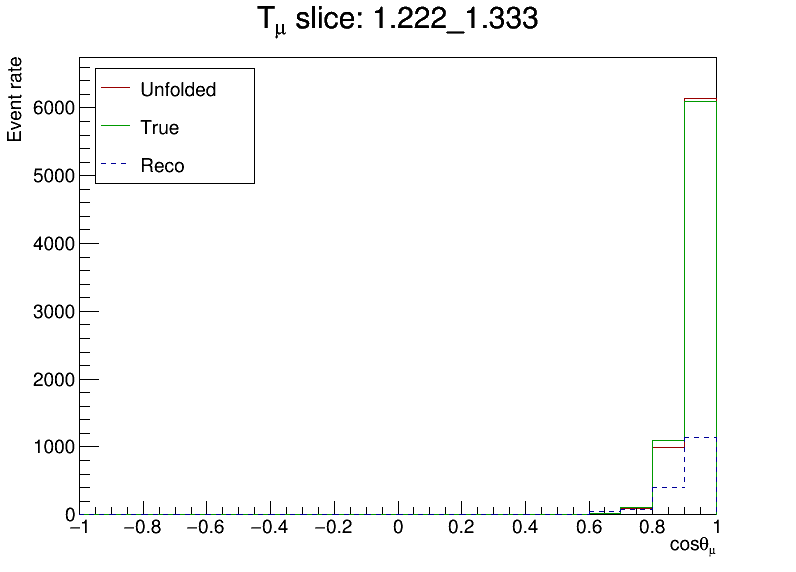 Tμ slice: 1.222_1.333
Event rate
Unfolded
True
Reco
6000
5000
4000
3000
2000
1000
0
−1 −0.8 −0.6 −0.4 −0.2 0 0.2 0.4 0.6 0.8 1
cosθμ